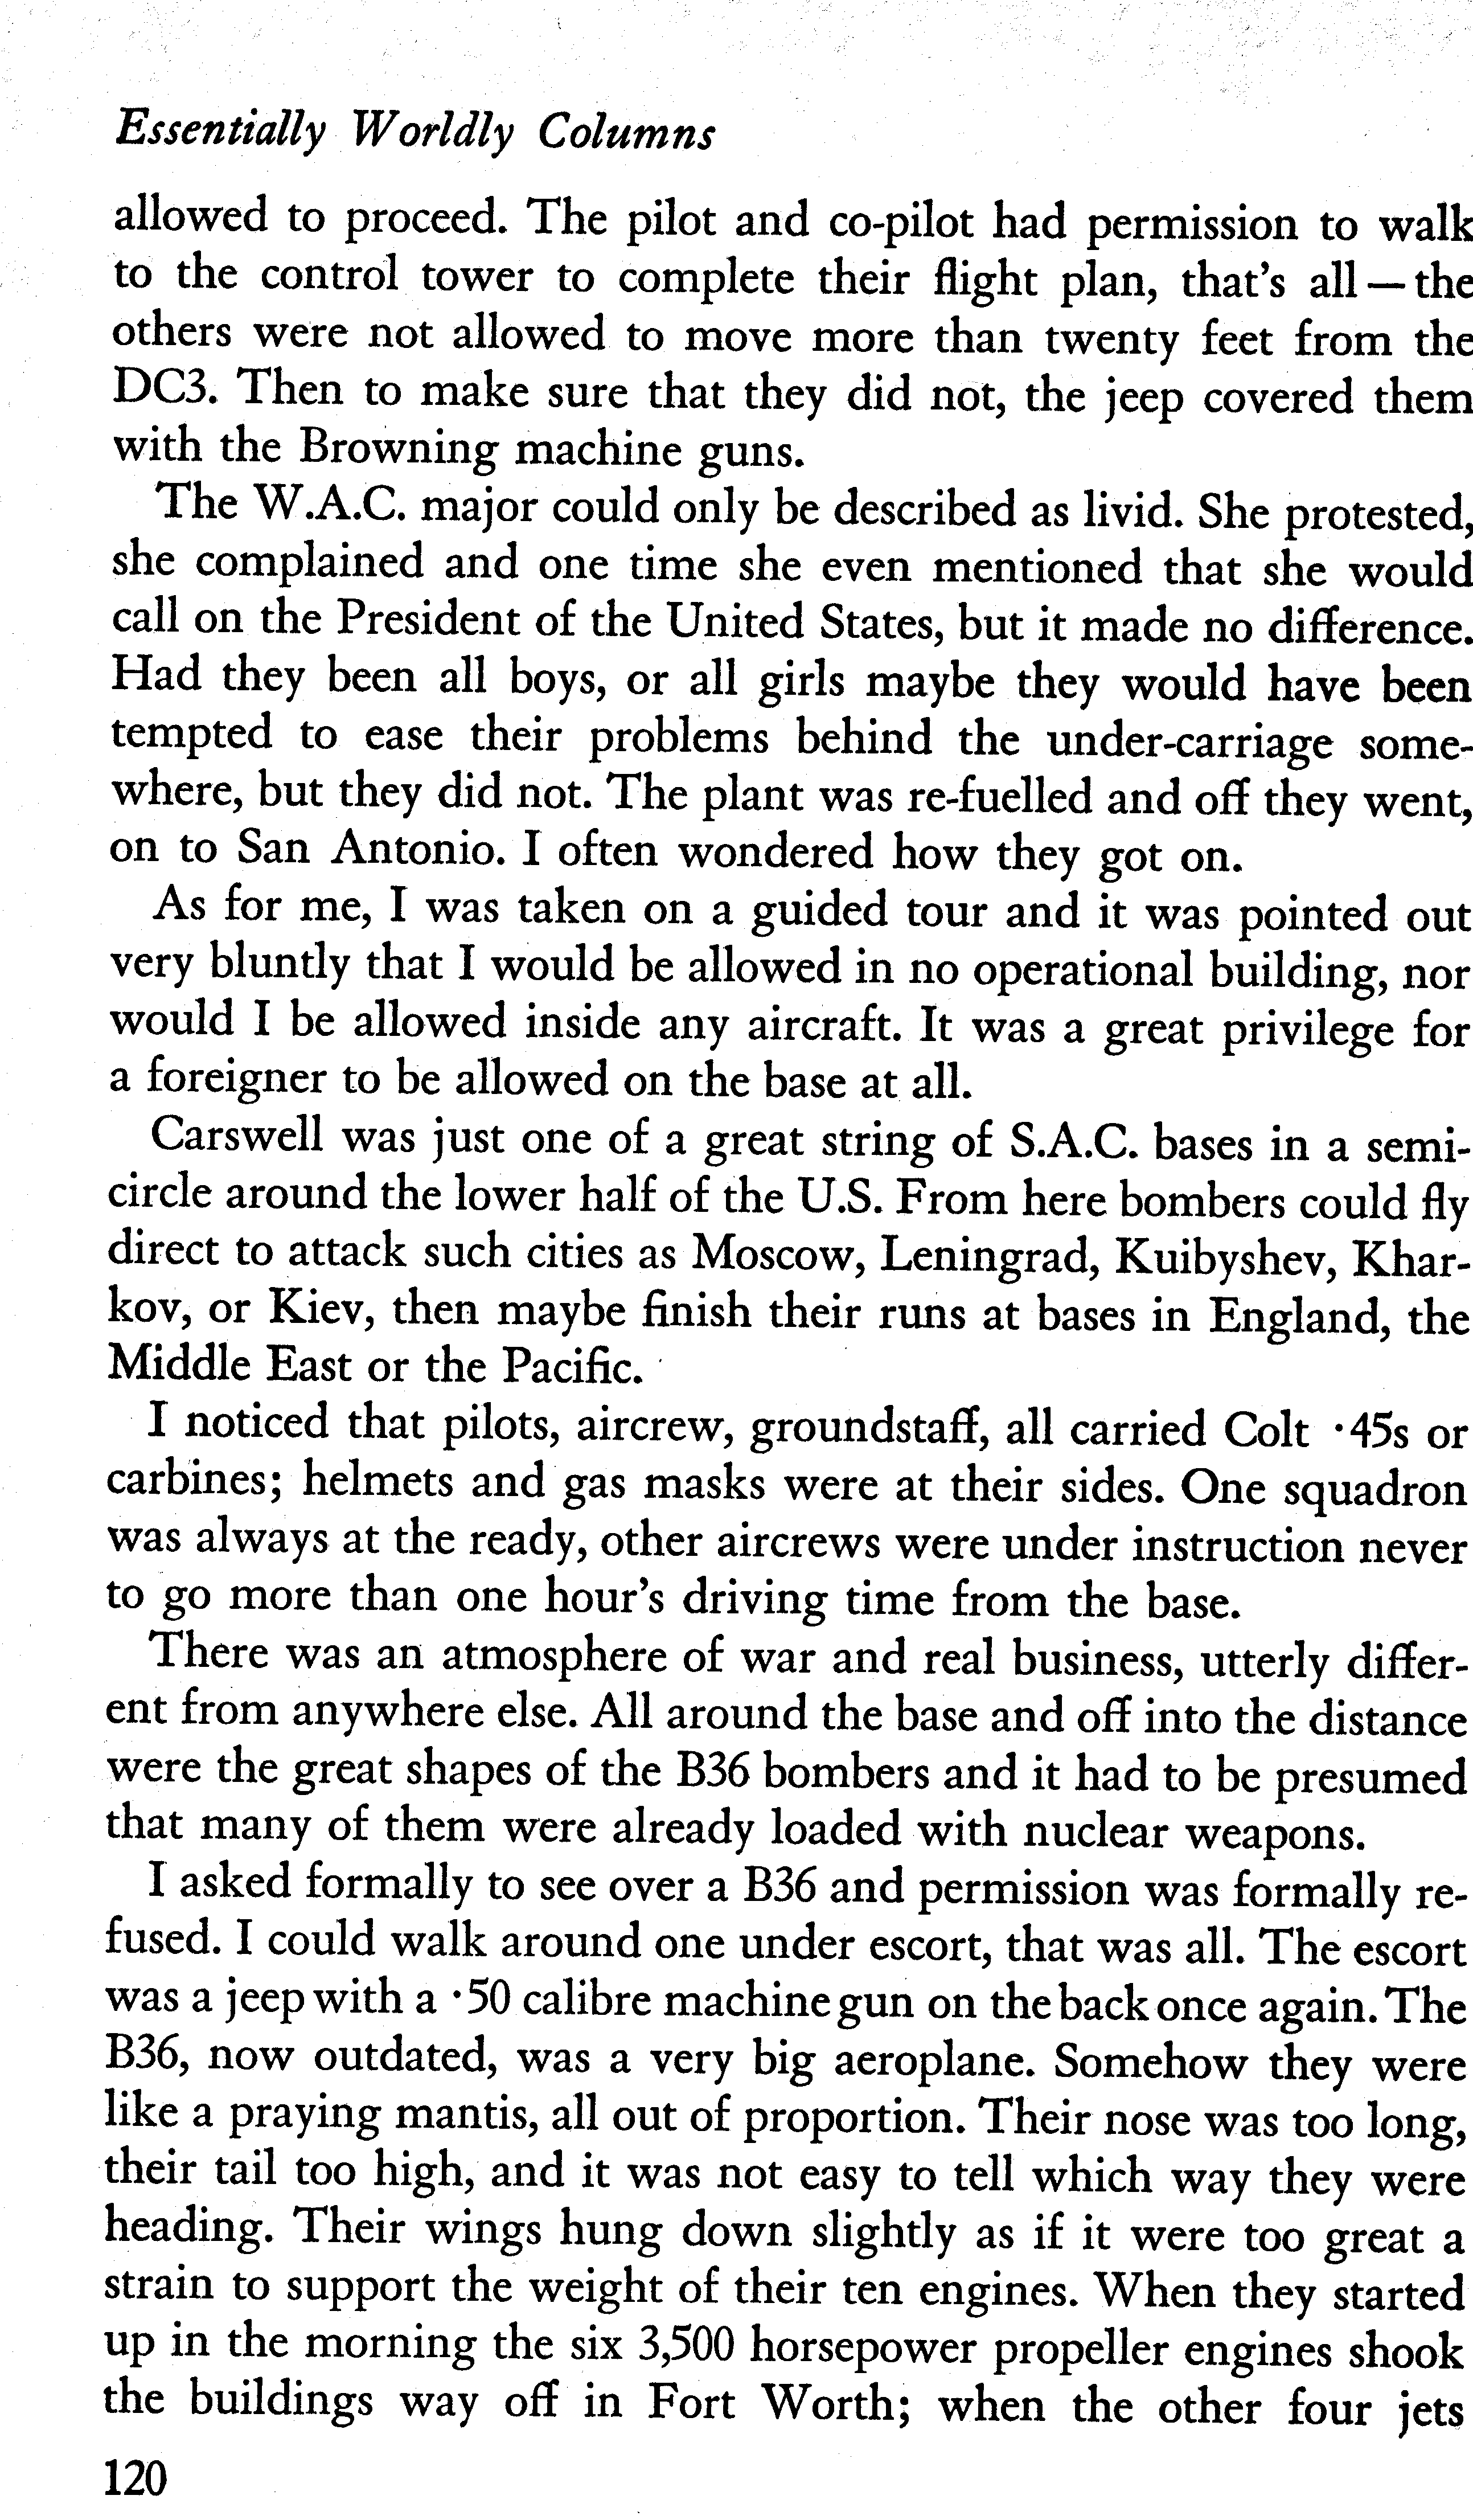 Essentially Worldly Columns
allowed to proceed. The pilot and co-pilot had permission to walk
to the control tower to complete their flight plan, that's all — the
others were not allowed to move more than twenty feet from the
DC3. Then to make sure that they did not, the jeep covered them
with the Browning machine guns.
The W.A.C. major could only be described as livid. She protested,
she complained and one time she even mentioned that she would
call on the President of the United States, but it made no difference.
Had they been all boys, or all girls maybe they would have been
tempted to ease their problems behind the under-carriage some-
where, but they did not. The plant was re-fuelled and off they went,
on to San Antonio. I often wondered how they got on.
As for me, I was taken on a guided tour and it was pointed out
very bluntly that I would be allowed in no operational building, nor
would I be allowed inside any aircraft. It was a great privilege for
a foreigner to be allowed on the base at all.
Carswell was just one of a great string of S.A.C. bases in a semi-
circle around the lower half of the U.S. From here bombers could fly
direct to attack such cities as Moscow, Leningrad, Kuibyshev, Khar-
kov, or Kiev, then maybe finish their runs at bases in England, the
Middle East or the Pacific.
I noticed that pilots, aircrew, groundstaff, all carried Colt ·45s or
carbines; helmets and gas masks were at their sides. One squadron
was always at the ready, other aircrews were under instruction never
to go more than one hour's driving time from the base.
There was an atmosphere of war and real business, utterly differ-
ent from anywhere else. All around the base and off into the distance
were the great shapes of the B36 bombers and it had to be presumed
that many of them were already loaded with nuclear weapons.
I asked formally to see over a B36 and permission was formally re-
fused. I could walk around one under escort, that was all. The escort
was a jeep with a ·50 calibre machine gun on the back once again. The
B36, now outdated, was a very big aeroplane. Somehow they were
like a praying mantis, all out of proportion. Their nose was too long,
their tail too high, and it was not easy to tell which way they were
heading. Their wings hung down slightly as if it were too great a
strain to support the weight of their ten engines. When they started
up in the morning the six 3,500 horsepower propeller engines shook
the buildings way off in Fort Worth; when the other four jets
120